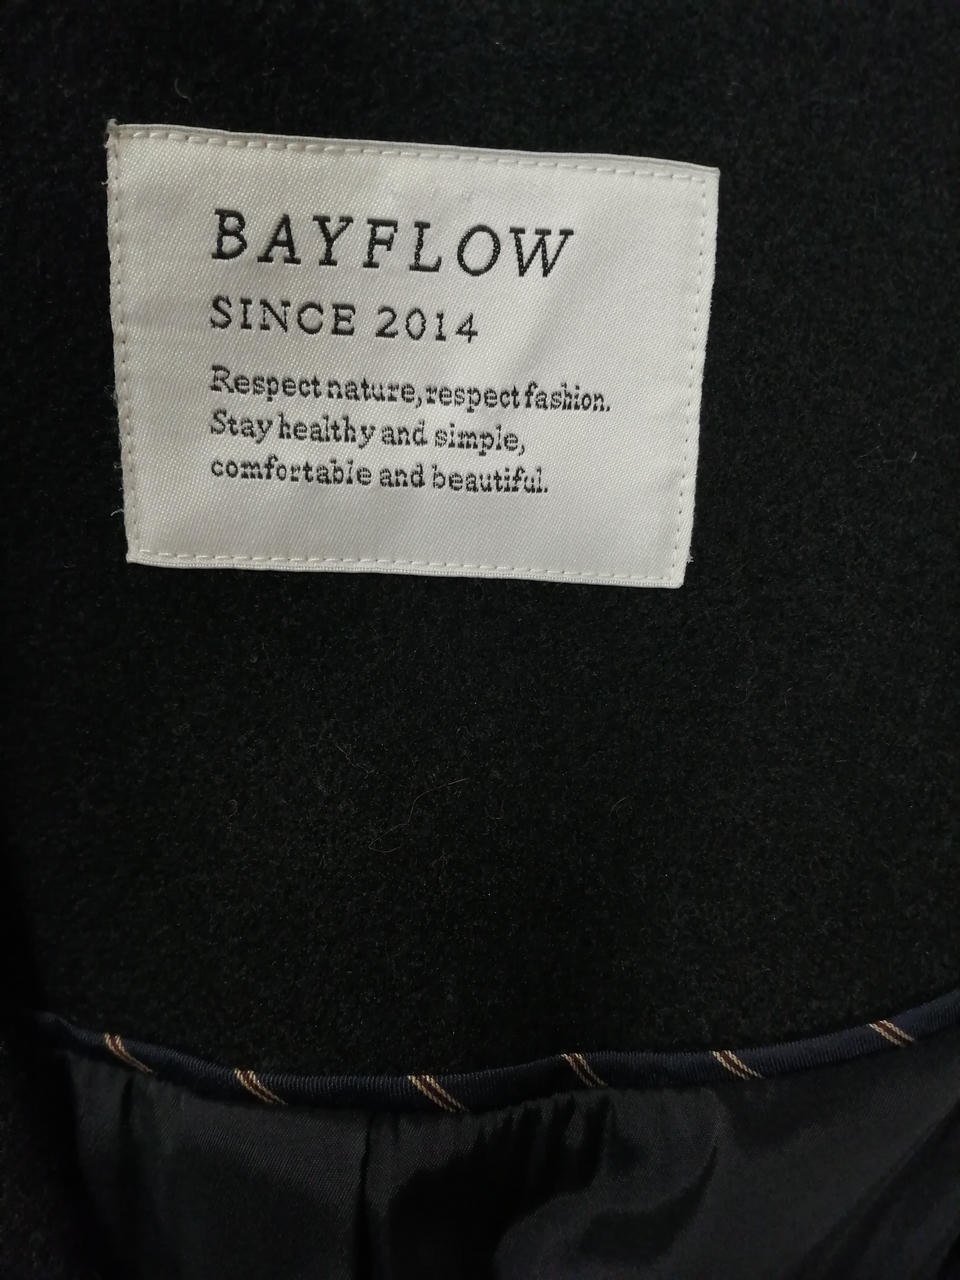 BAYFLOW
SINCE 2014
Respect nature, respect fashion.
Stay healthy and simple,
comfortable and beautiful.